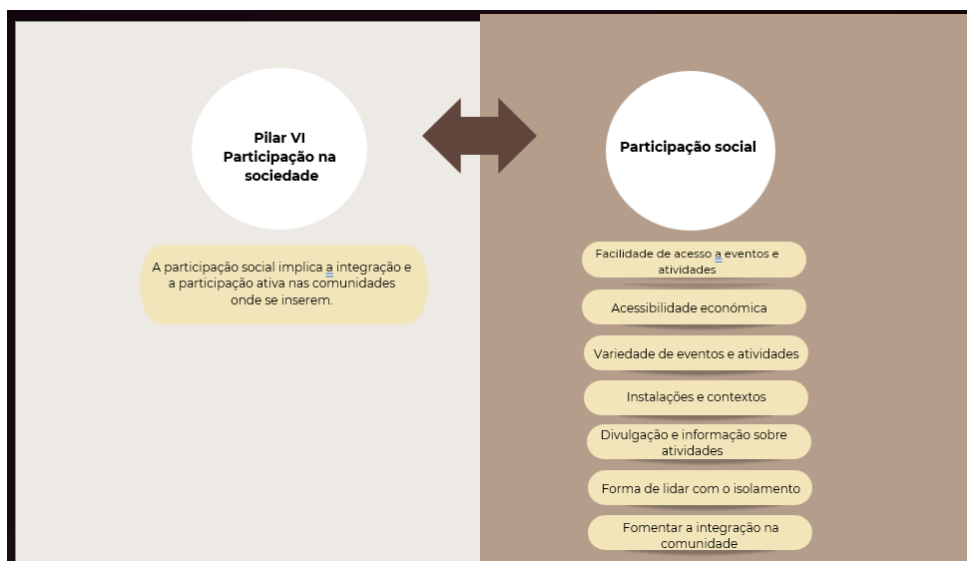 Pilar VI
Participação na
sociedade
A participação social implica a integração e
a participação ativa nas comunidades
onde se inserem.
Participação social
Facilidade de acesso a eventos e
atividades
Acessibilidade económica
Variedade de eventos e atividades
Instalações e contextos
Divulgação e informação sobre
atividades
Forma de lidar com o isolamento
Fomentar a integração na
comunidade